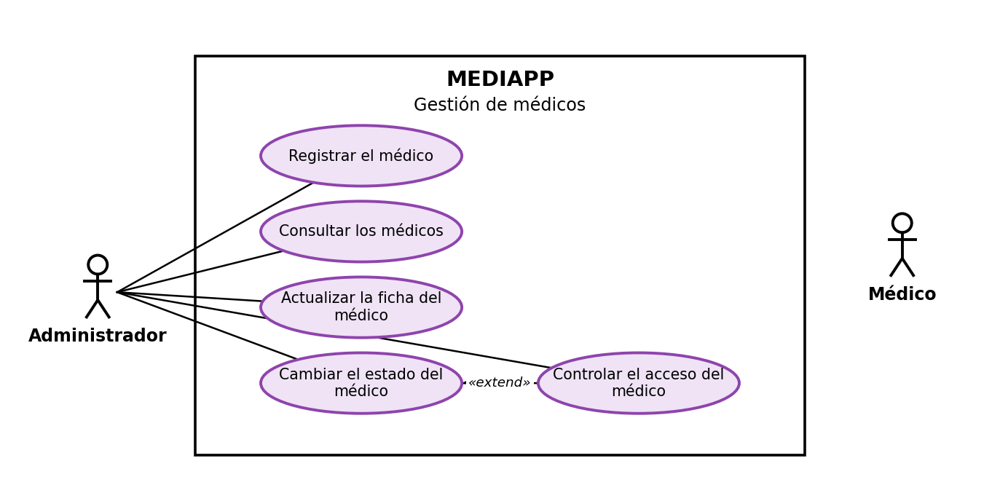 MEDIAPP
Gestión de médicos
Registrar el médico
Consultar los médicos
Actualizar la ficha del
médico
Cambiar el estado del
médico
«extend»
Controlar el acceso del
médico
Administrador
Médico